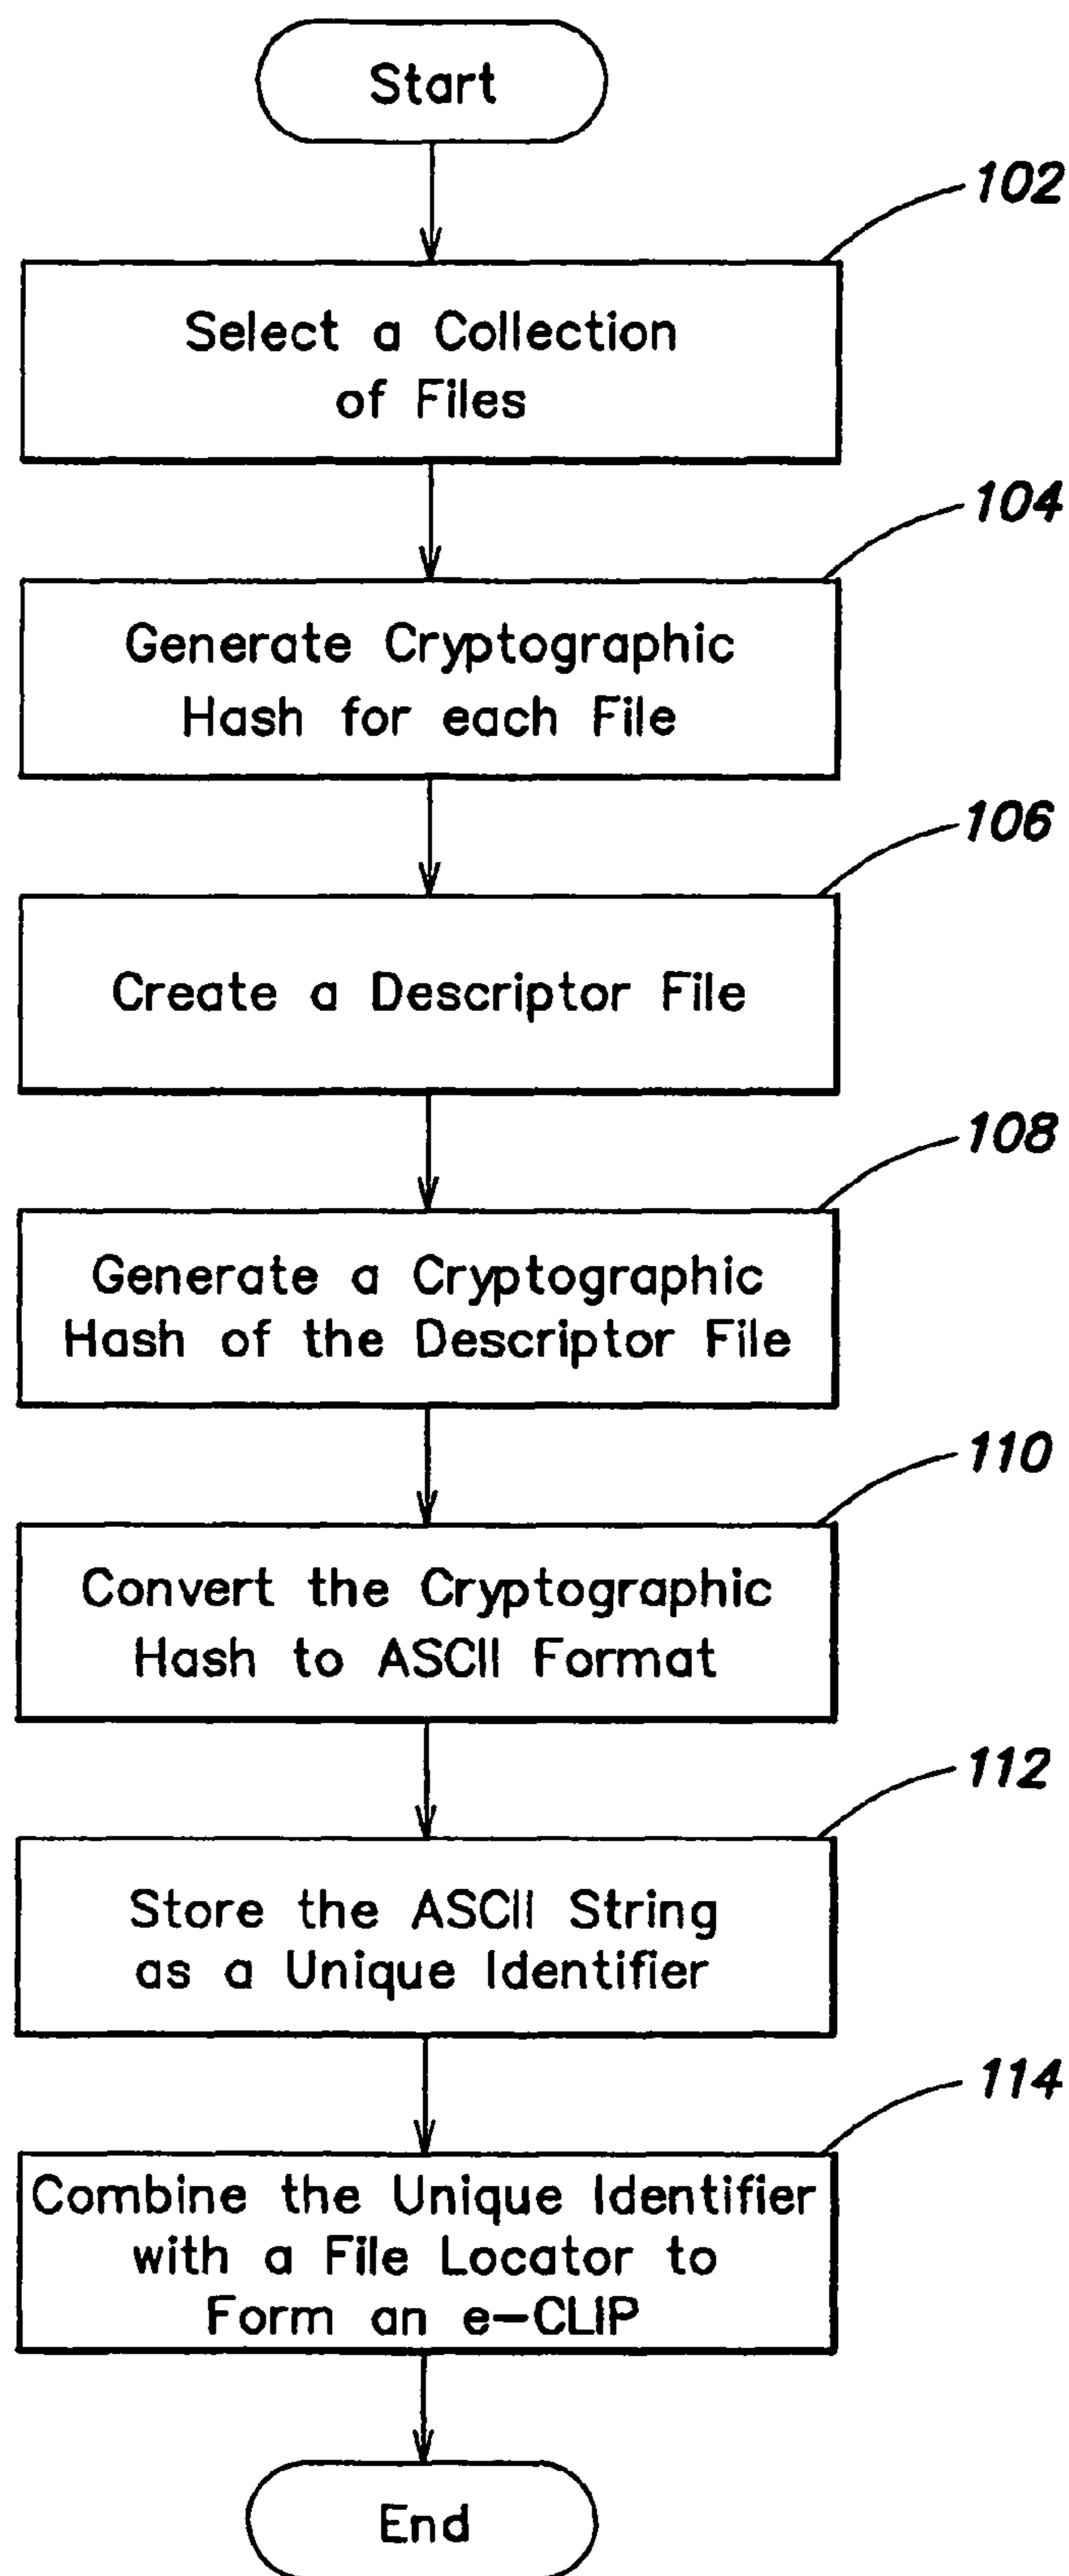 Start
102
Select a Collection
of Files
104
Generate Cryptographic
Hash for each File
106
Create a Descriptor File
108
Generate a Cryptographic
Hash of the Descriptor File
110
Convert the Cryptographic
Hash to ASCII Format
112
Store the ASCII String
as a Unique Identifier
114
Combine the Unique Identifier
with a File Locator to
Form an e-CLIP
End